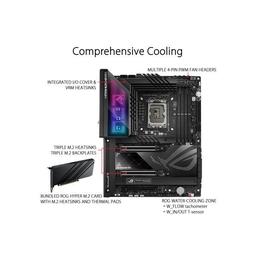 Comprehensive Cooling
MULTIPLE 4-PIN PWM FAN HEADERS
INTEGRATED I/O COVER &
VRM HEATSINKS
TRIPLE M.2 HEATSINKS
TRIPLE M.2 BACKPLATES
BUNDLED ROG HYPER M.2 CARD
WITH M.2 HEATSINKS AND THERMAL PADS
ROG WATER COOLING ZONE
• W_FLOW tachometer
• W_IN/OUT T-sensor